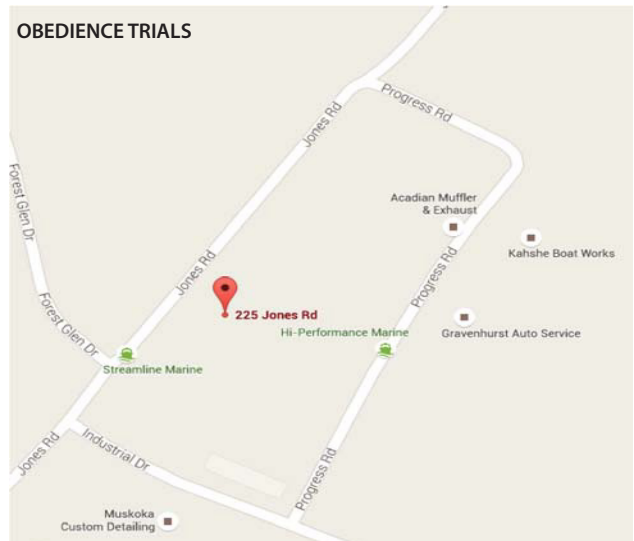 OBEDIENCE TRIALS
Progress Rd
Jones Rd
Forest Glen Dr
Acadian Muffler
& Exhaust
Kahshe Boat Works
Jones Rd
Progress Rd
225 Jones Rd
Hi-Performance Marine
Gravenhurst Auto Service
Forest Glen Dr
Streamline Marine
Jones Rd
Industrial Dr
Progress Rd
Muskoka
Custom Detailing